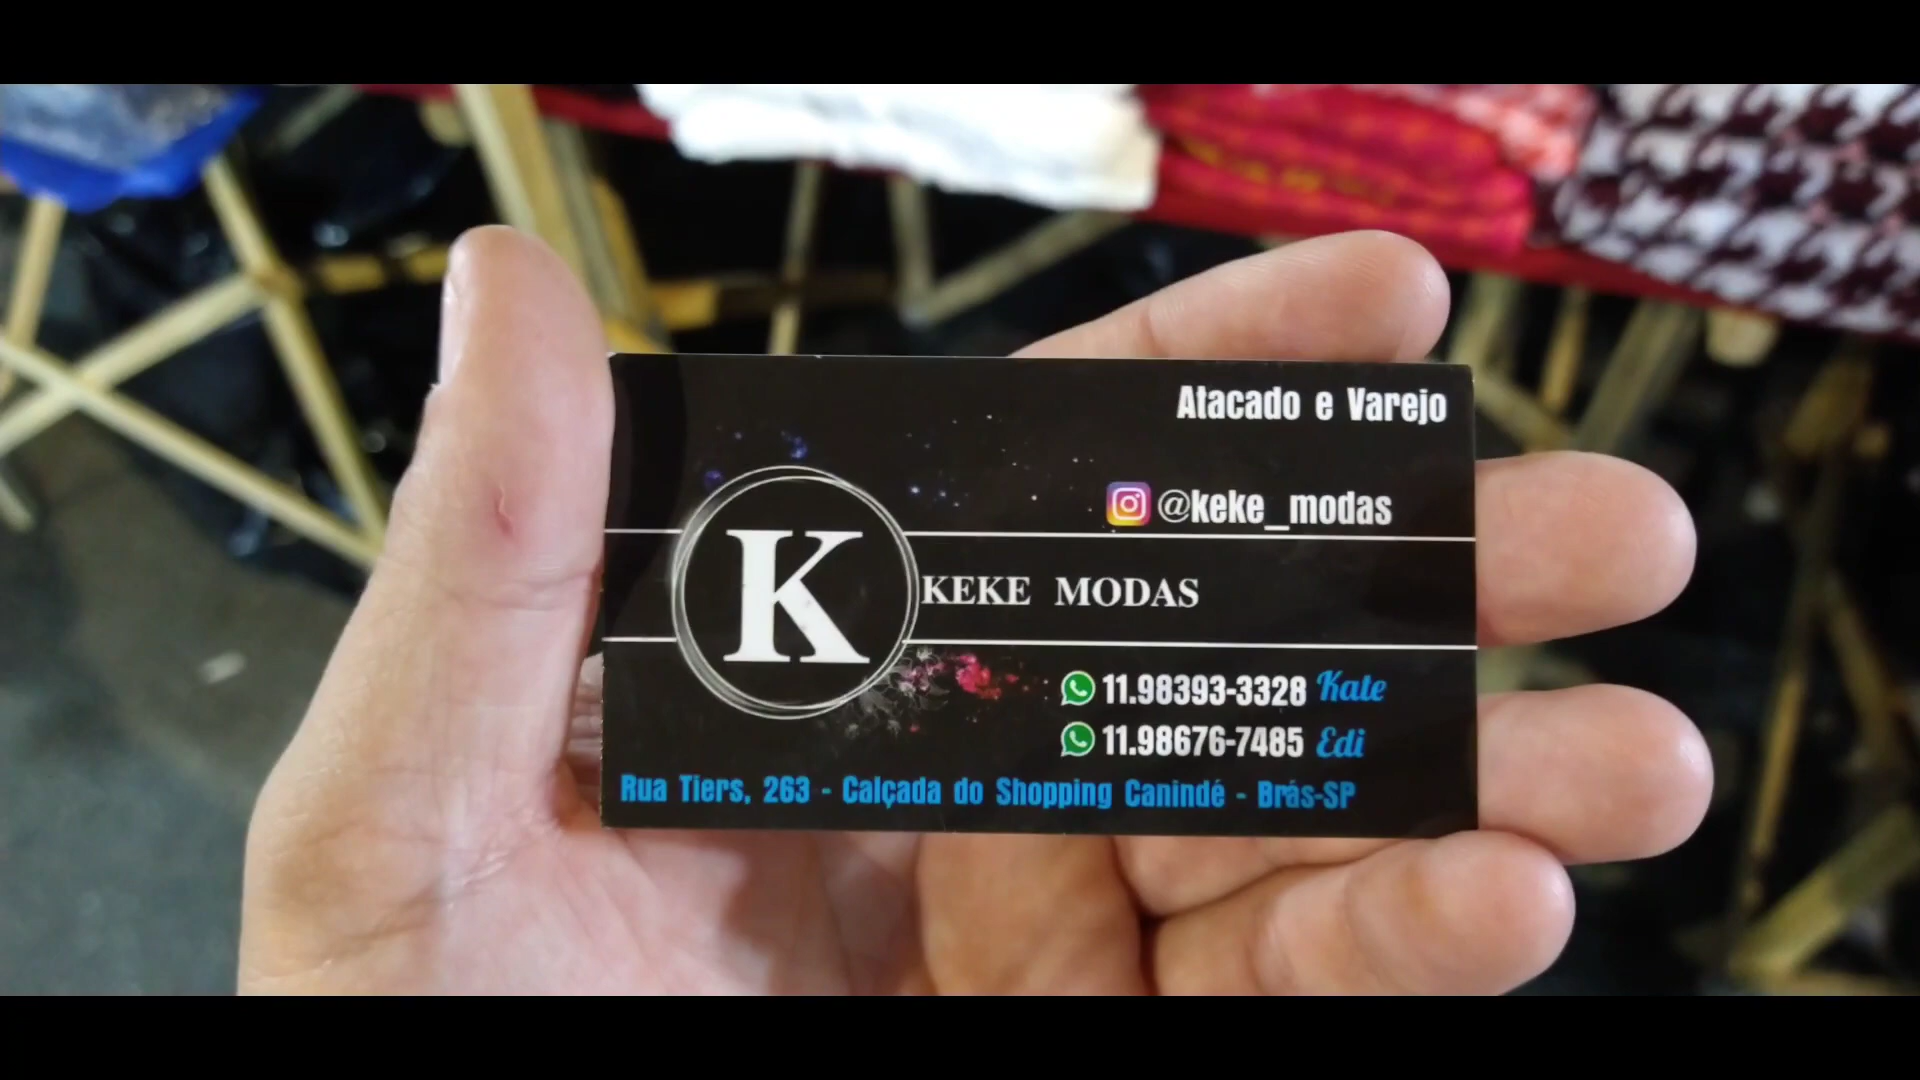 Atacado e Varejo
@keke_modas
K
KEKE MODAS
11.98393-3328 Kate
11.98676-7485 Edi
Rua Tiers, 263 - Calçada do Shopping Canindé - Brás-SP